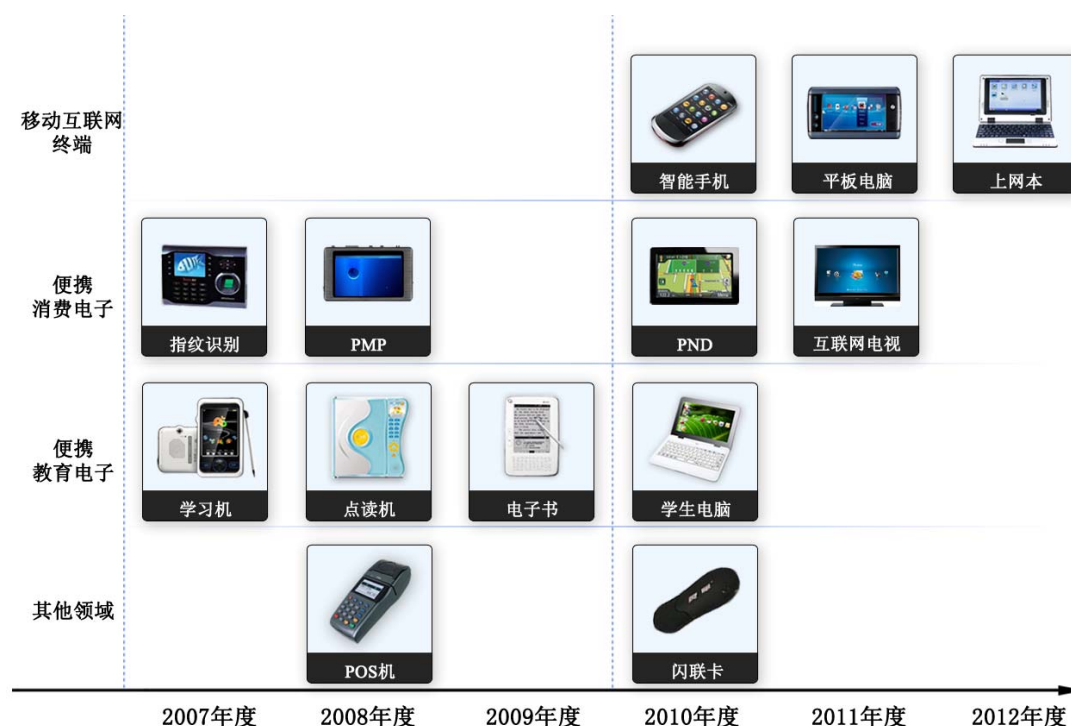 移动互联网
终端
智能手机
平板电脑
上网本
便携
消费电子
指纹识别
PMP
PND
互联网电视
便携
教育电子
学习机
点读机
电子书
学生电脑
其他领域
POS机
闪联卡
2007年度
2008年度
2009年度
2010年度
2011年度
2012年度